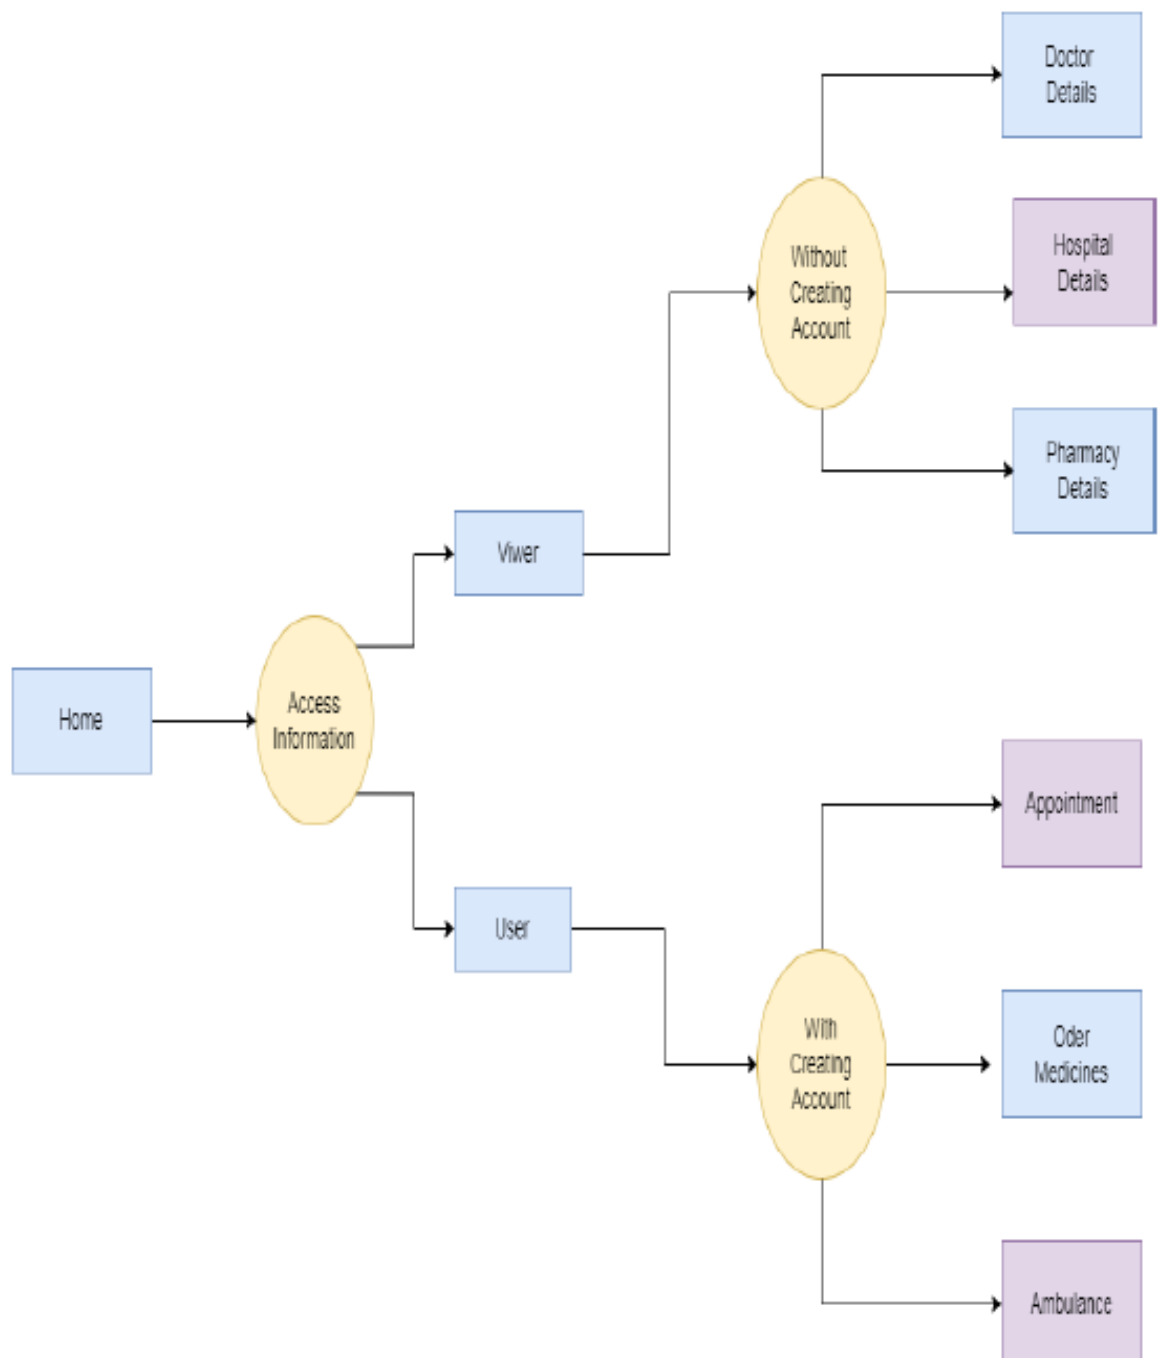 Doctor
Details
Hospital
Details
Without
Creating
Account
Pharmacy
Details
Viwer
Home
Access
Information
Appointment
User
With
Creating
Account
Oder
Medicines
Ambulance